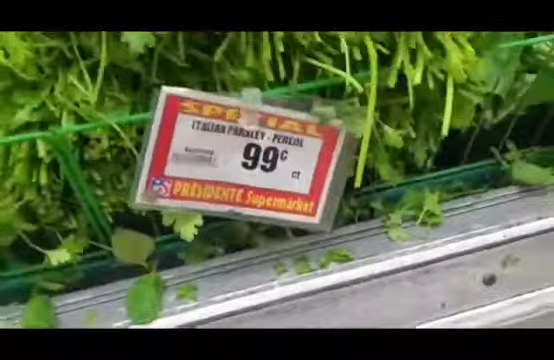 SPECIAL
ITALIAN PARSLEY - PEREJIL
99¢
ct
PRESIDENTE Supermarket